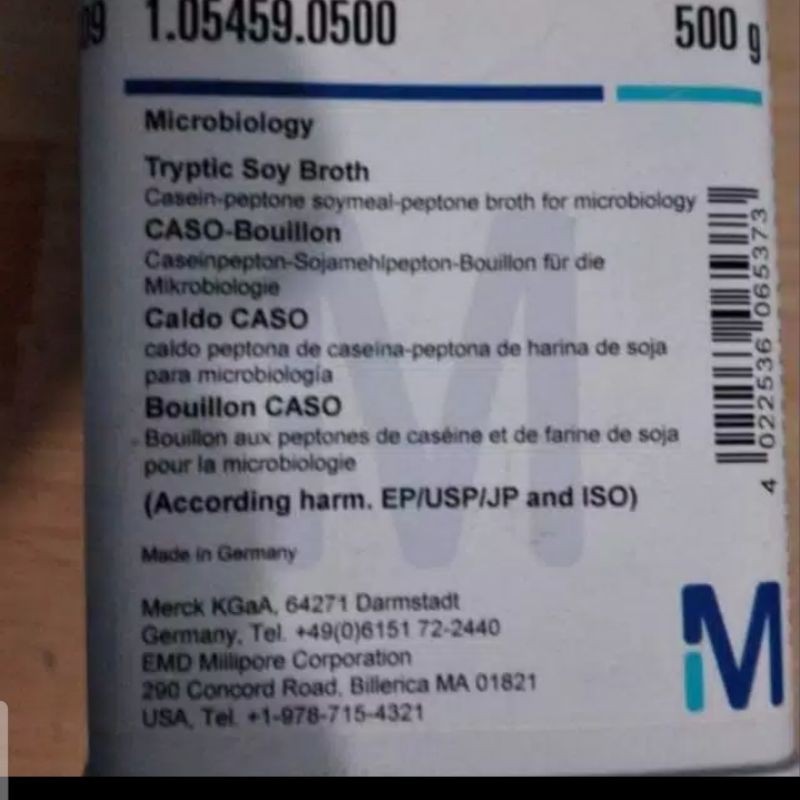 09 1.05459.0500 500 g
Microbiology
Tryptic Soy Broth
Casein-peptone soymeal-peptone broth for microbiology
CASO-Bouillon
Caseinpepton-Sojamehlpepton-Bouillon für die
Mikrobiologie
Caldo CASO
caldo peptona de caseína-peptona de harina de soja
para microbiología
Bouillon CASO
Bouillon aux peptones de caséine et de farine de soja
pour la microbiologie
(According harm. EP/USP/JP and ISO)
Made in Germany
Merck KGaA, 64271 Darmstadt
Germany, Tel. +49(0)6151 72-2440
EMD Millipore Corporation
290 Concord Road, Billerica MA 01821
USA, Tel. +1-978-715-4321
4 022536 065373
M